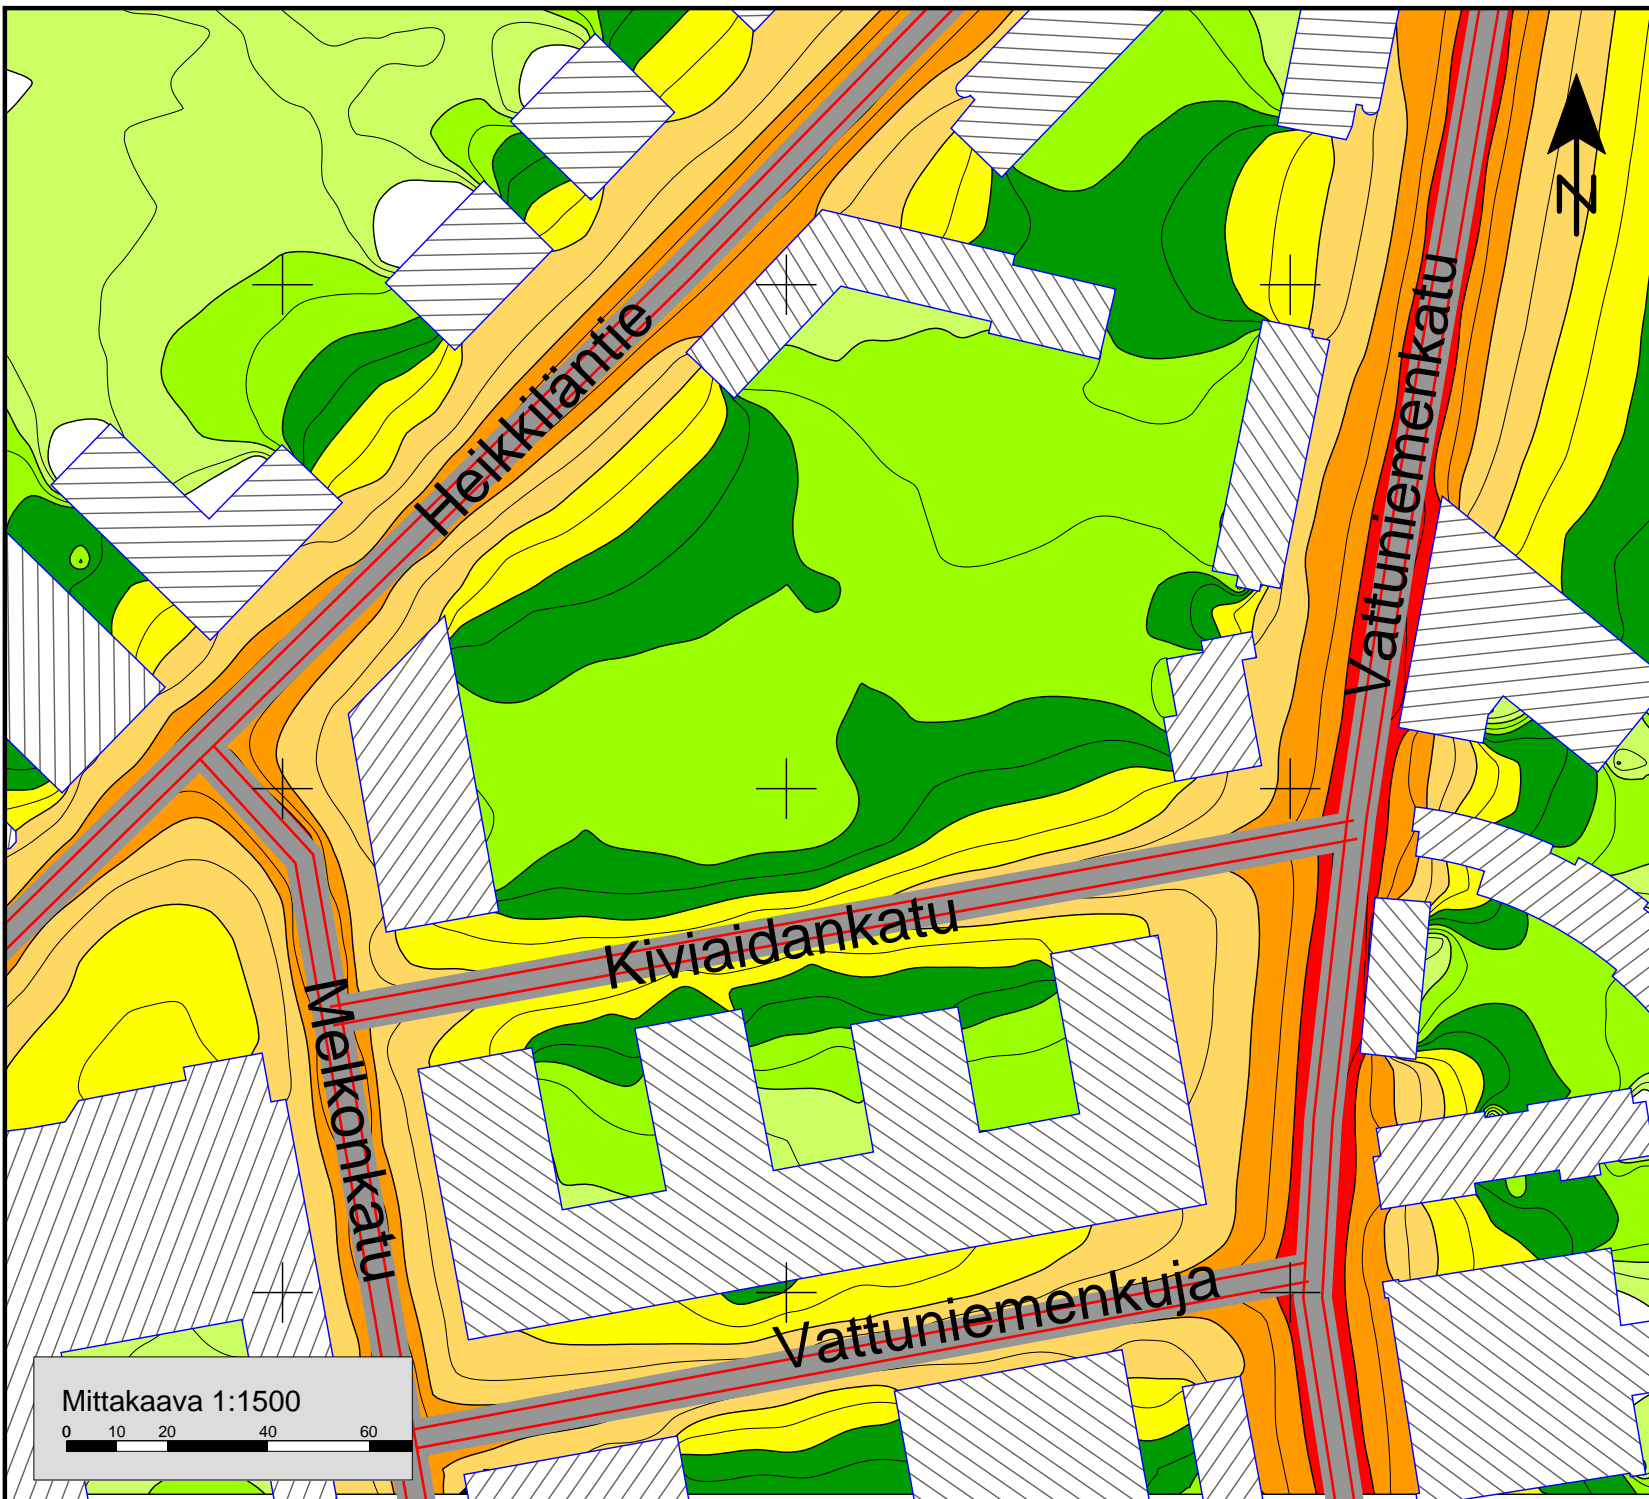 N
Heikkiläntie
Vattuniemenkatu
Kiviaidankatu
Melkonkatu
Vattuniemenkuja
Mittakaava 1:1500
0 10 20 40 60